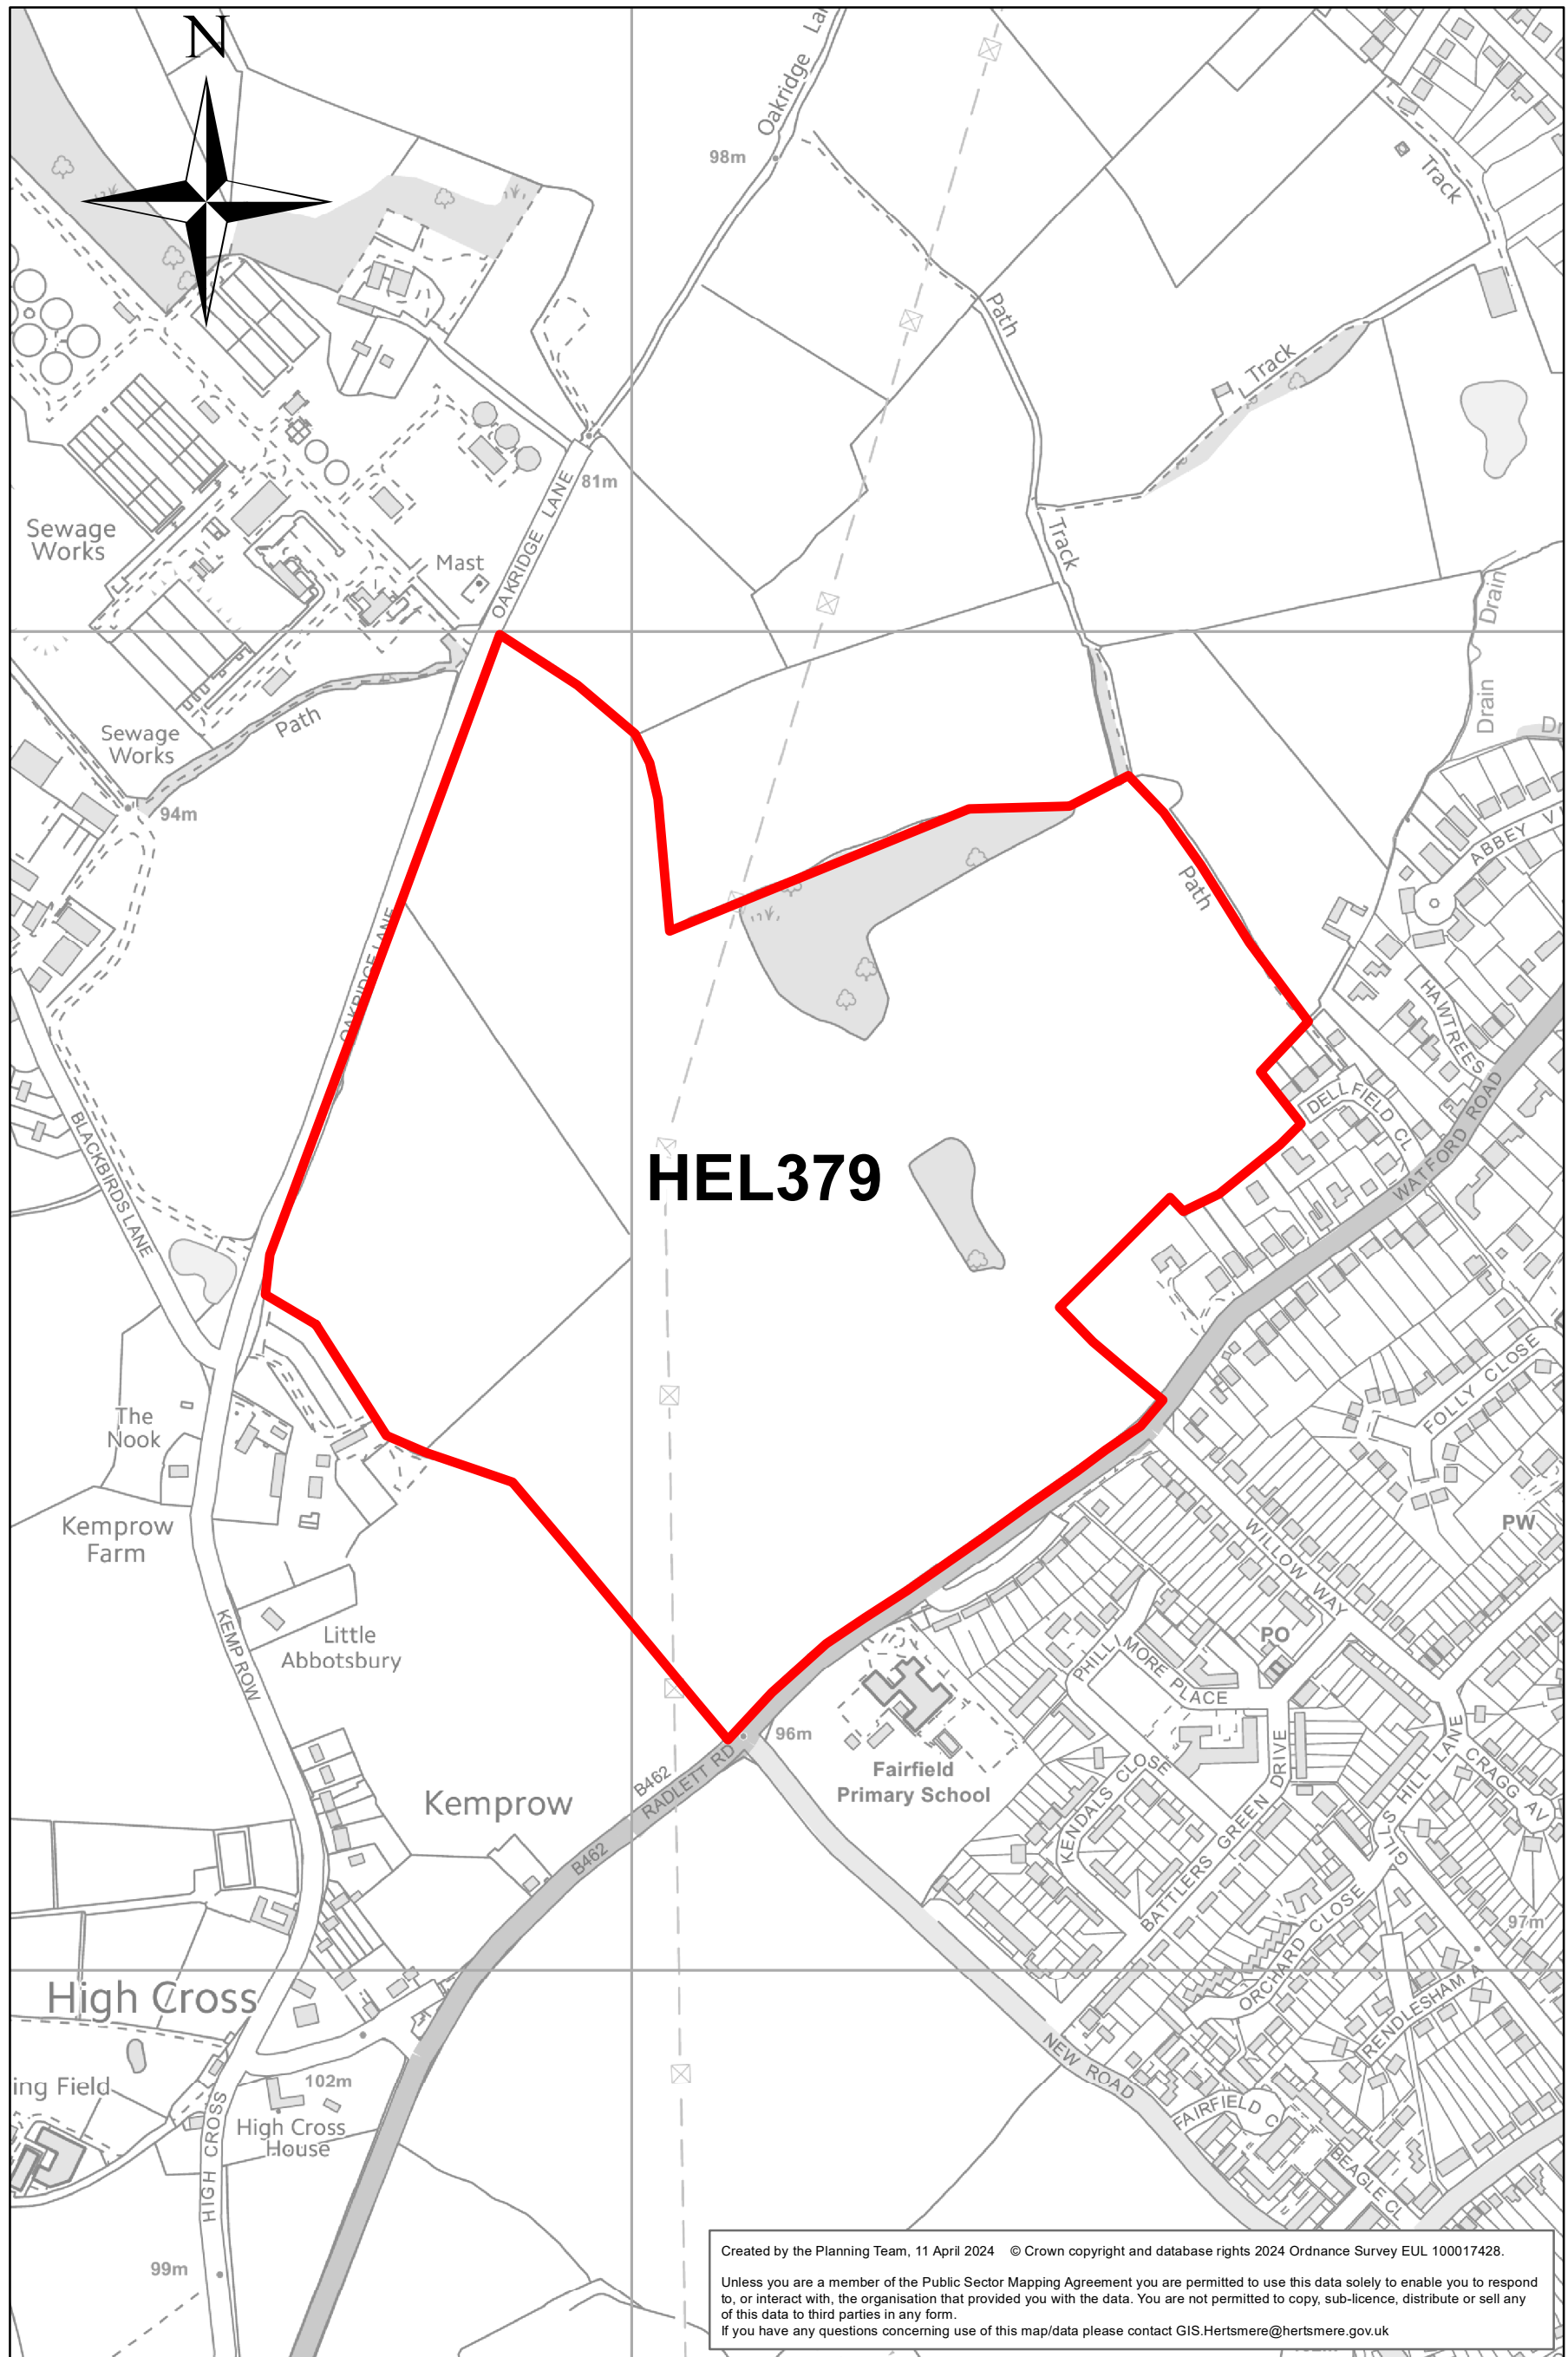 N
Oakridge Lan
98m
Track
Path
Track
81m
OAKRIDGE LANE
Sewage
Works
Mast
Track
Drain
Drain
Path
Sewage
Works
94m
Dr
ABBEY V
Path
OAKRIDGE LANE
HAWTREES
DELLFIELD CL
WATFORD ROAD
BLACKBIRDS LANE
HEL379
The
Nook
FOLLY CLOSE
Kemprow
Farm
PW
WILLOW WAY
KEMP ROW
Little
Abbotsbury
PO
PHILLIMORE PLACE
96m
Fairfield
Primary School
B462
RADLETT RD
Kemprow
B462
KENDALS CLOSE
BATTLERS GREEN DRIVE
GILLS HILL LANE
CRAGG AV
ORCHARD CLOSE
97m
High Cross
RENDLESHAM A
NEW ROAD
ing Field
102m
High Cross
House
HIGH CROSS
FAIRFIELD C
BEAGLE CL
99m
Created by the Planning Team, 11 April 2024 © Crown copyright and database rights 2024 Ordnance Survey EUL 100017428.
Unless you are a member of the Public Sector Mapping Agreement you are permitted to use this data solely to enable you to respond
to, or interact with, the organisation that provided you with the data. You are not permitted to copy, sub-licence, distribute or sell any
of this data to third parties in any form.
If you have any questions concerning use of this map/data please contact GIS.Hertsmere@hertsmere.gov.uk